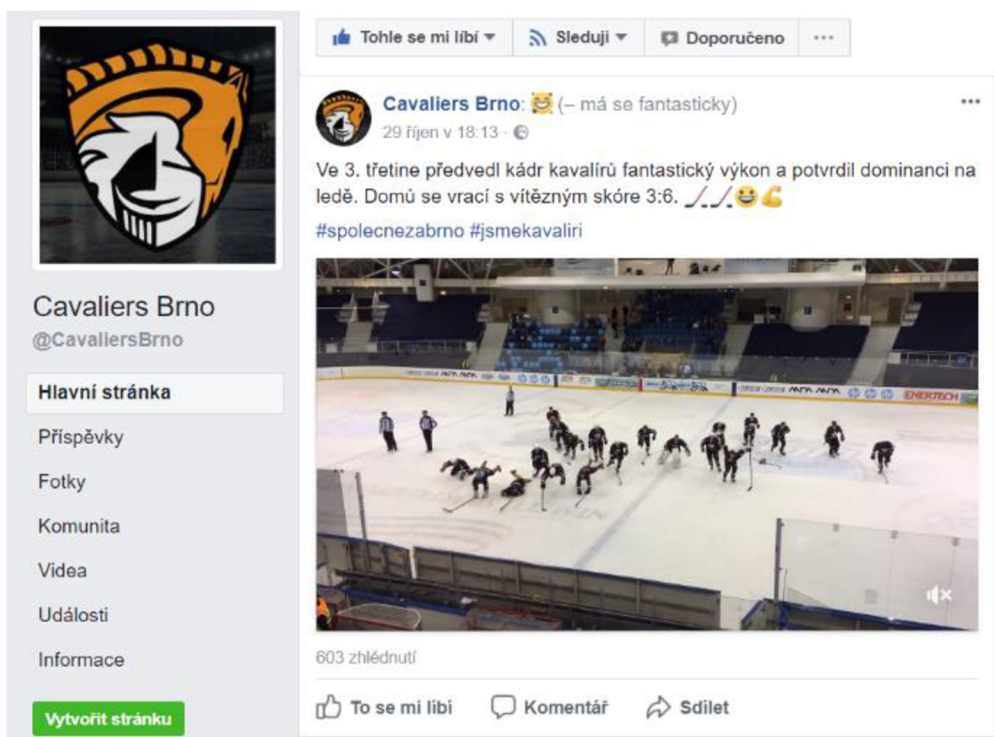 Tohle se mi líbí
Sleduji
Doporučeno
Cavaliers Brno: (– má se fantasticky)
29 říjen v 18:13 ·
Ve 3. třetine předvedl kádr kavalírů fantastický výkon a potvrdil dominanci na
ledě. Domů se vrací s vítězným skóre 3:6.
#spolecnezabrno #jsmekavaliri
Cavaliers Brno
@CavaliersBrno
Hlavní stránka
Příspěvky
Fotky
Komunita
Videa
Události
Informace
Vytvořit stránku
ENERTECH
603 zhlédnutí
To se mi líbí
Komentář
Sdílet